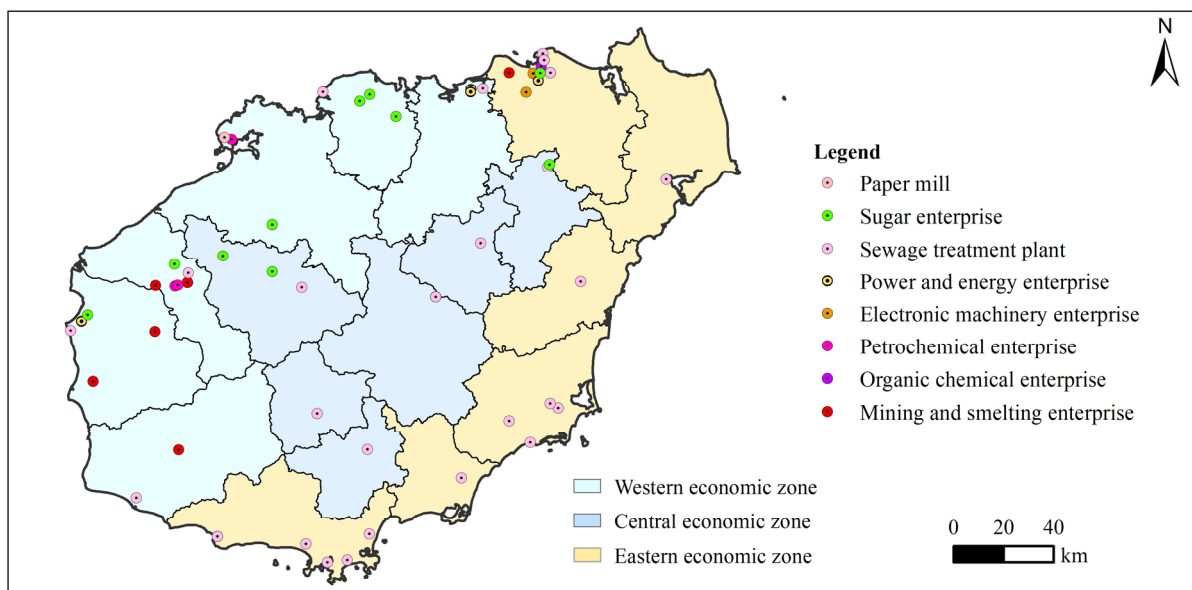 N
Legend
Paper mill
Sugar enterprise
Sewage treatment plant
Power and energy enterprise
Electronic machinery enterprise
Petrochemical enterprise
Organic chemical enterprise
Mining and smelting enterprise
Western economic zone
Central economic zone
Eastern economic zone
0 20 40
km